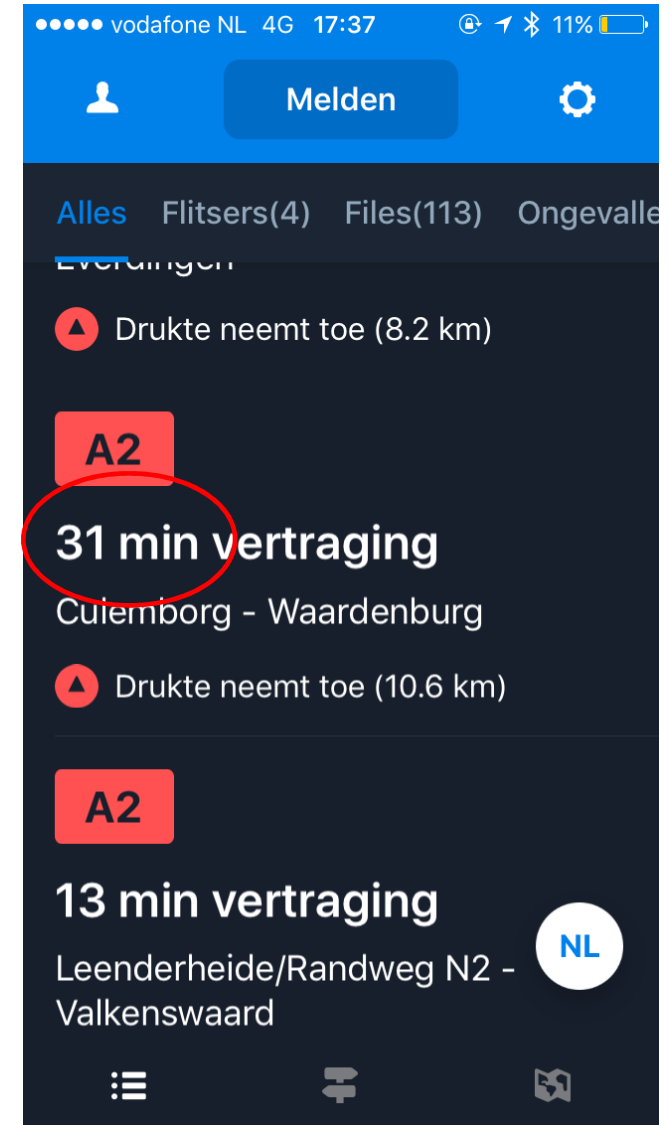 vodafone NL 4G 17:37 11%
Melden
Alles Flitsers(4) Files(113) Ongevalle
Everdingen
Drukte neemt toe (8.2 km)
A2
31 min vertraging
Culemborg - Waardenburg
Drukte neemt toe (10.6 km)
A2
13 min vertraging
Leenderheide/Randweg N2 -
Valkenswaard
NL